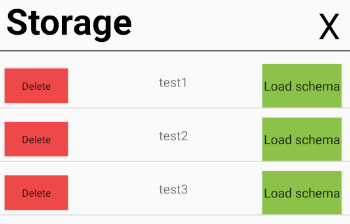 Storage X
Delete test1 Load schema
Delete test2 Load schema
Delete test3 Load schema